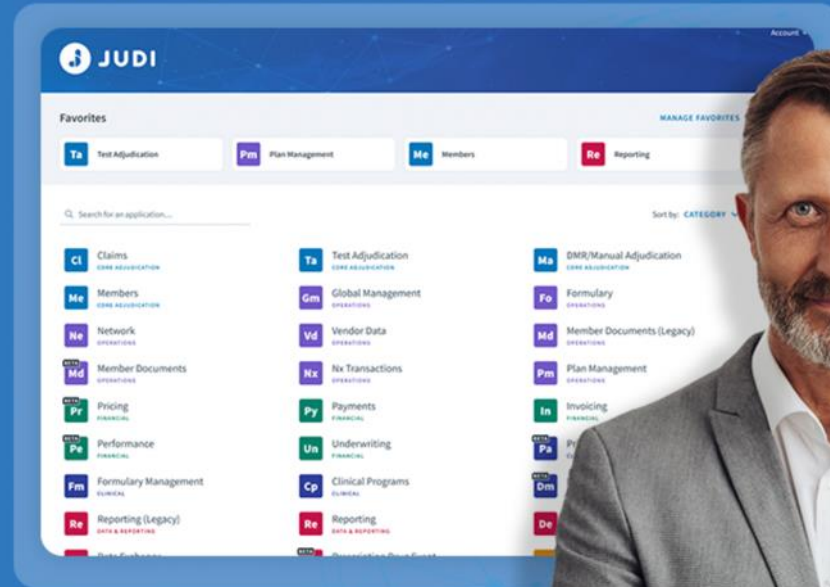 JUDI
Account
Favorites
MANAGE FAVORITES
Ta Test Adjudication
Pm Plan Management
Me Members
Re Reporting
Search for an application...
Sort by: CATEGORY
Cl Claims
CORE ADJUDICATION
Ta Test Adjudication
CORE ADJUDICATION
Ma DMR/Manual Adjudication
CORE ADJUDICATION
Me Members
CORE ADJUDICATION
Gm Global Management
OPERATIONS
Fo Formulary
OPERATIONS
Ne Network
OPERATIONS
Vd Vendor Data
OPERATIONS
Md Member Documents (Legacy)
OPERATIONS
BETA
Md Member Documents
OPERATIONS
Nx Nx Transactions
OPERATIONS
Pm Plan Management
OPERATIONS
BETA
Pr Pricing
FINANCIAL
Py Payments
FINANCIAL
In Invoicing
FINANCIAL
BETA
Pe Performance
FINANCIAL
Un Underwriting
FINANCIAL
BETA
Pa
Fm Formulary Management
CLINICAL
Cp Clinical Programs
CLINICAL
BETA
Dm
Re Reporting (Legacy)
DATA & REPORTING
Re Reporting
DATA & REPORTING
De
BETA